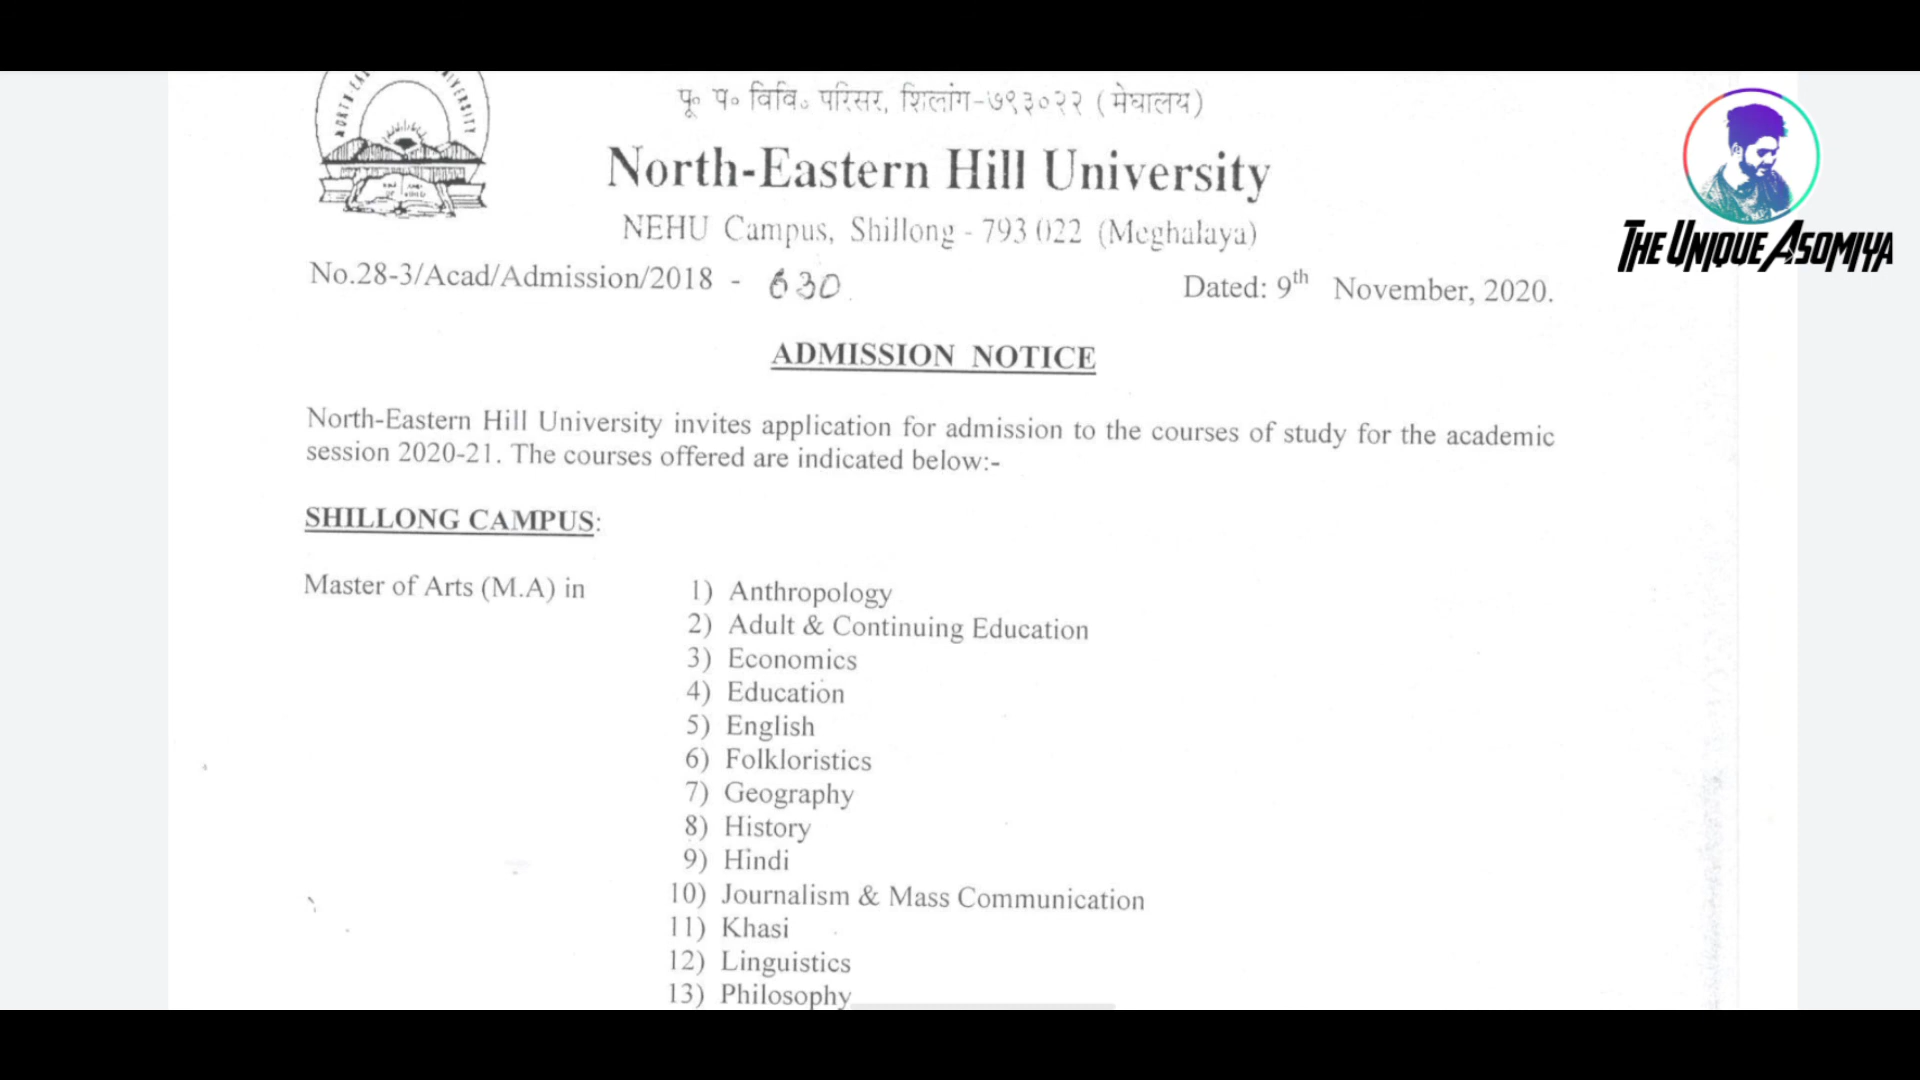 NORTH-EA
IVERSITY
पू॰ प॰ विवि॰ परिसर, शिलांग-७९३०२२ (मेघालय)
North-Eastern Hill University
NEHU Campus, Shillong - 793 022 (Meghalaya)
No.28-3/Acad/Admission/2018 - 630
Dated: 9th November, 2020.
THE UNIQUE ASOMIYA
ADMISSION NOTICE
North-Eastern Hill University invites application for admission to the courses of study for the academic
session 2020-21. The courses offered are indicated below:-
SHILLONG CAMPUS:
Master of Arts (M.A) in
1) Anthropology
2) Adult & Continuing Education
3) Economics
4) Education
5) English
6) Folkloristics
7) Geography
8) History
9) Hindi
10) Journalism & Mass Communication
11) Khasi
12) Linguistics
13) Philosophy